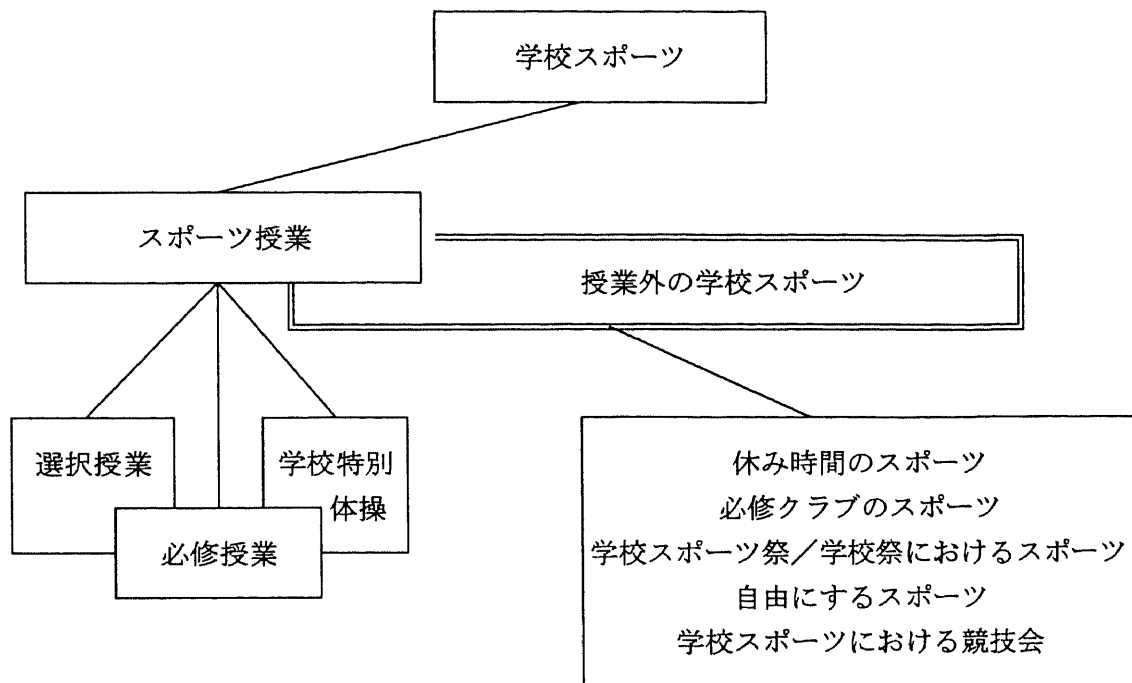 学校スポーツ
スポーツ授業
授業外の学校スポーツ
選択授業
学校特別
体操
必修授業
休み時間のスポーツ
必修クラブのスポーツ
学校スポーツ祭／学校祭におけるスポーツ
自由にするスポーツ
学校スポーツにおける競技会